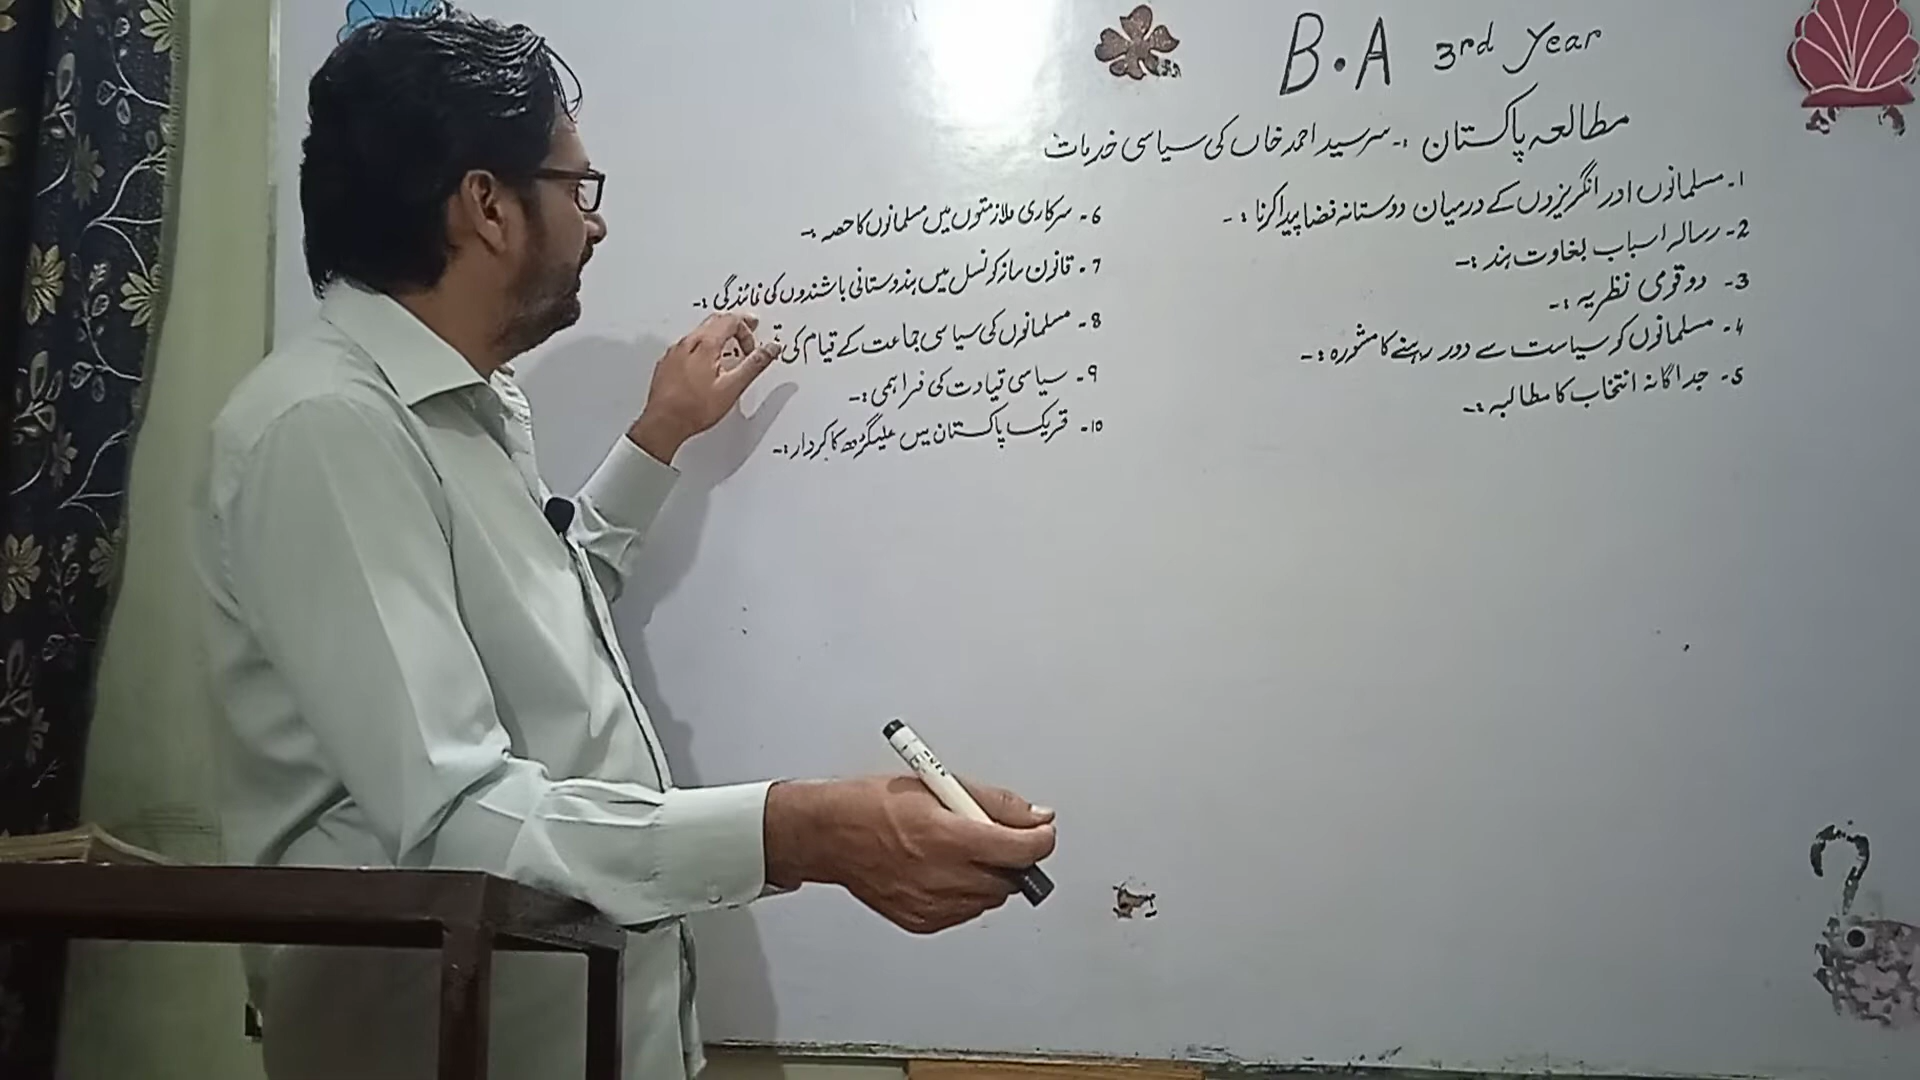 B.A 3rd Year
مطالعہ پاکستان :۔ سرسید احمد خاں کی سیاسی خدمات
1۔ مسلمانوں اور انگریزوں کے درمیان دوستانہ فضا پیدا کرنا :۔
2۔ رسالہ اسباب بغاوت ہند :۔
3۔ دو قومی نظریہ :۔
4۔ مسلمانوں کو سیاست سے دور رہنے کا مشورہ :۔
5۔ جداگانہ انتخاب کا مطالبہ :۔
6۔ سرکاری ملازمتوں میں مسلمانوں کا حصہ :۔
7۔ قانون ساز کونسل میں ہندوستانی باشندوں کی نمائندگی :۔
8۔ مسلمانوں کی سیاسی جماعت کے قیام کی
9۔ سیاسی قیادت کی فراہمی :۔
10۔ تحریک پاکستان میں علیگڑھ کا کردار :۔